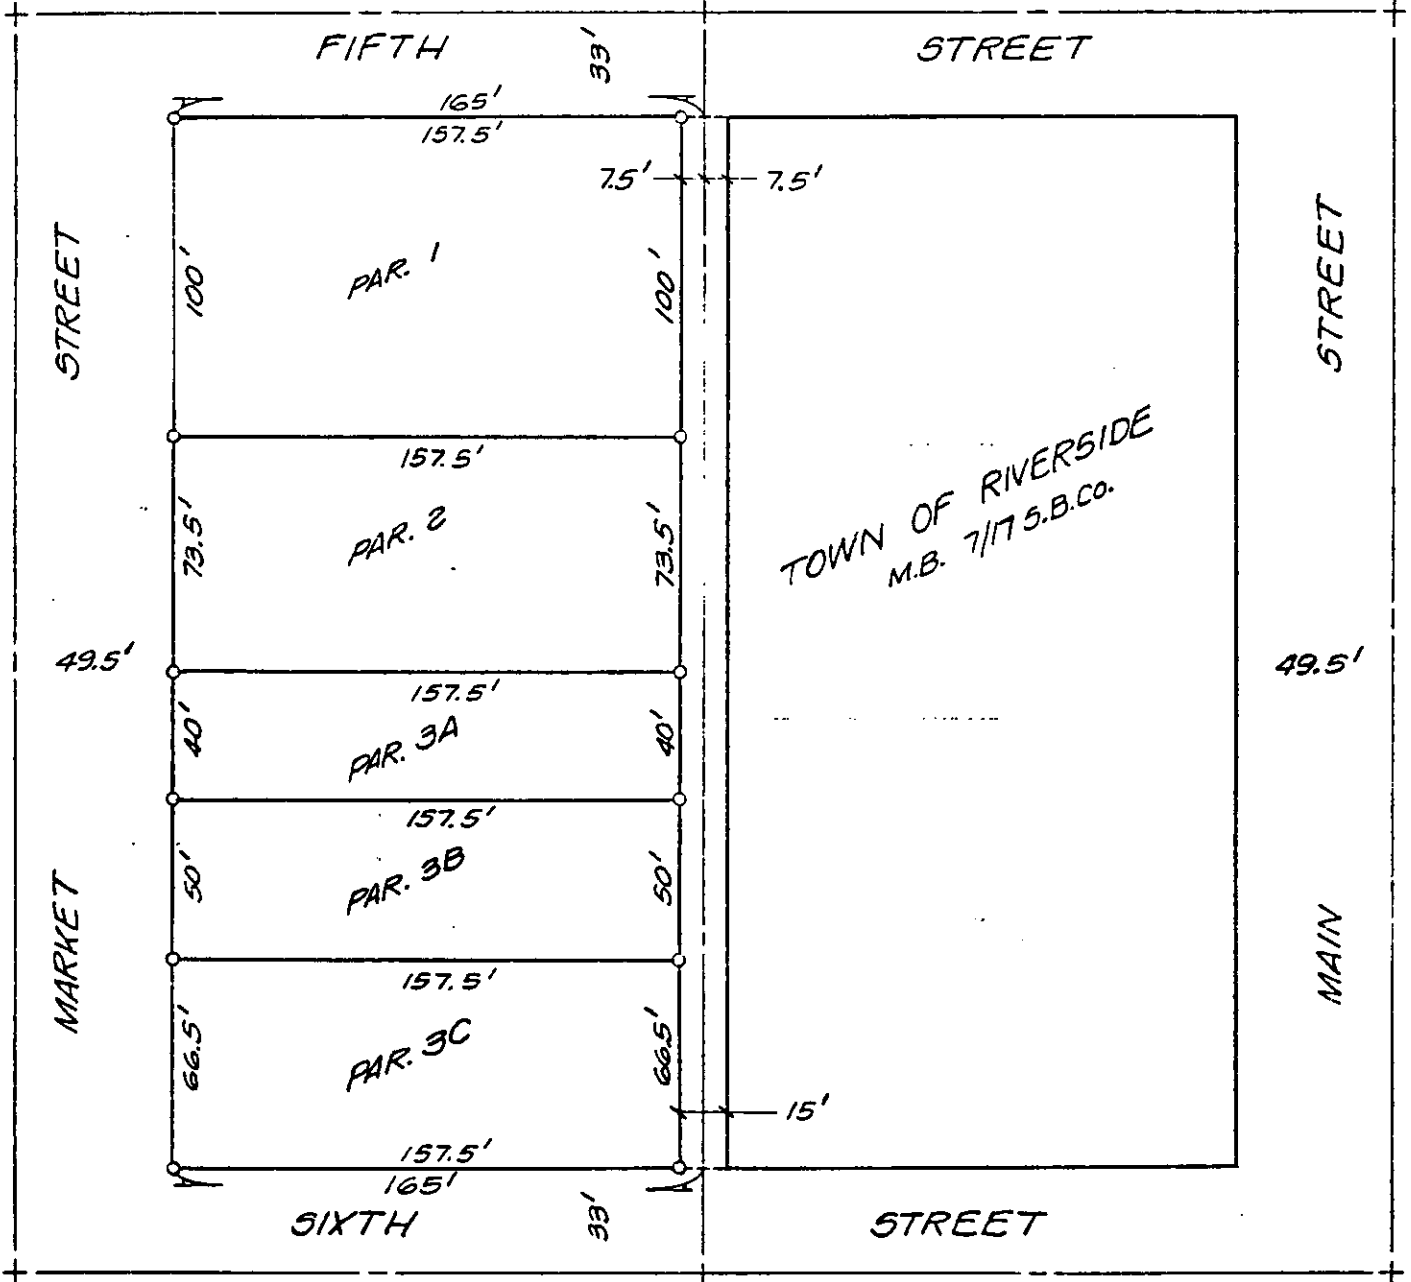 FIFTH
33'
STREET
165'
157.5'
7.5'
7.5'
STREET
100'
PAR. 1
100'
STREET
157.5'
73.5'
PAR. 2
73.5'
TOWN OF RIVERSIDE
M.B. 7/17 S.B.Co.
49.5'
49.5'
157.5'
40'
PAR. 3A
40'
157.5'
50'
PAR. 3B
50'
MARKET
MAIN
157.5'
66.5'
PAR. 3C
66.5'
15'
157.5'
165'
SIXTH
33'
STREET